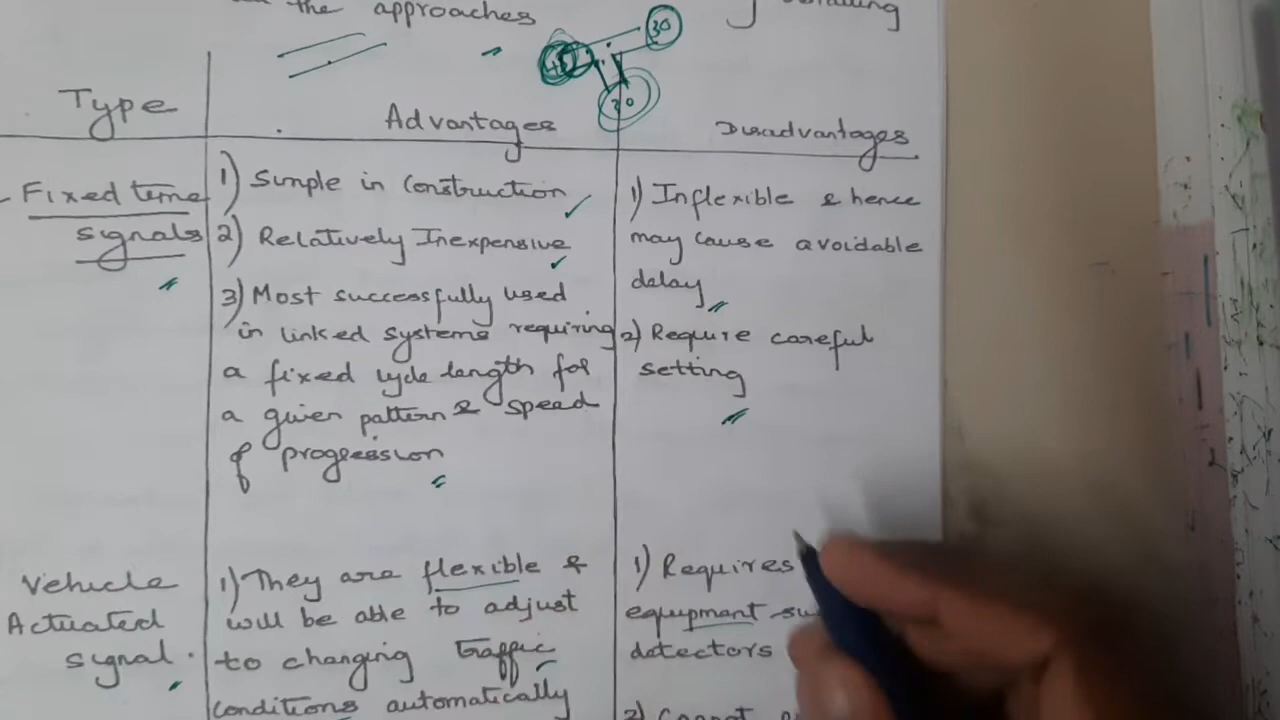 the approaches
30
30
Type
Advantages
Disadvantages
Fixed time
signals
1) Simple in Construction
2) Relatively Inexpensive
3) Most successfully used
in linked systems requiring
a fixed cycle length for
a given pattern & speed
of progression
1) Inflexible & hence
may cause avoidable
delay
2) Require careful
setting
Vehicle
Actuated
signal.
1) They are flexible &
will be able to adjust
to changing traffic
conditions automatically
1) Requires
equipment
detectors
2) Cannot